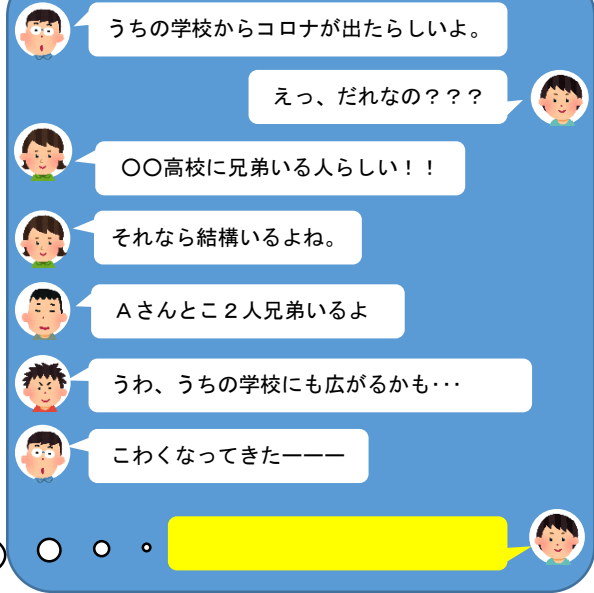 うちの学校からコロナが出たらしいよ。
えっ、だれなの？？？
〇〇高校に兄弟いる人らしい！！
それなら結構いるよね。
Ａさんとこ２人兄弟いるよ
うわ、うちの学校にも広がるかも･･･
こわくなってきたーーー